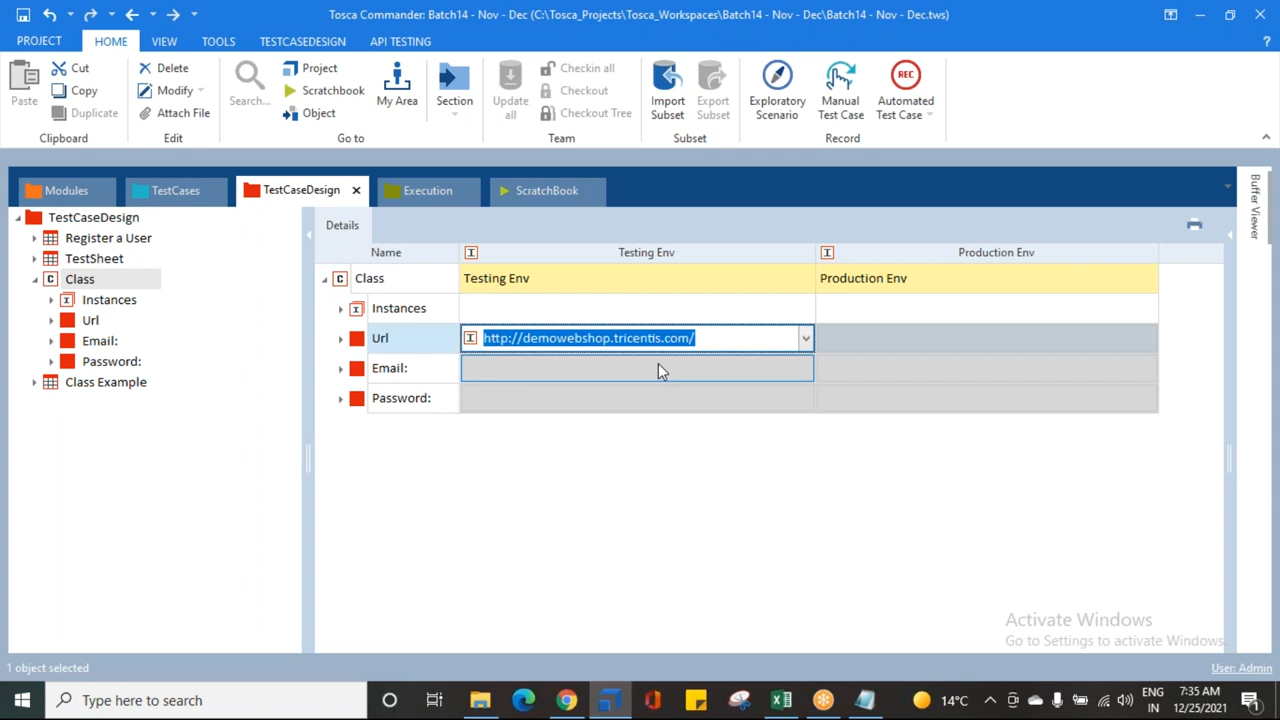 Tosca Commander: Batch14 - Nov - Dec (C:\Tosca_Projects\Tosca_Workspaces\Batch14 - Nov - Dec\Batch14 - Nov - Dec.tws)
PROJECT HOME VIEW TOOLS TESTCASEDESIGN API TESTING ?
Paste
Cut
Copy
Duplicate
Clipboard
Delete
Modify
Attach File
Edit
Search...
Project
Scratchbook
Object
My Area
Section
Go to
Update all
Checkin all
Checkout
Checkout Tree
Team
Import Subset
Export Subset
Subset
Exploratory Scenario
REC
Manual Test Case
Automated Test Case
Record
Modules TestCases TestCaseDesign Execution ScratchBook
Buffer Viewer
TestCaseDesign
Register a User
TestSheet
C Class
I Instances
Url
Email:
Password:
Class Example
Details
Name I Testing Env I Production Env
C Class Testing Env Production Env
I Instances
Url I http://demowebshop.tricentis.com/
Email:
Password:
Activate Windows
Go to Settings to activate Windows.
1 object selected User: Admin
Type here to search
14°C
ENG
IN
7:35 AM
12/25/2021
1